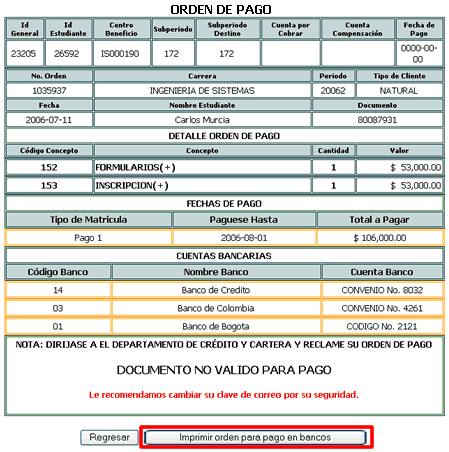 ORDEN DE PAGO
Id General Id Estudiante Centro Beneficio Subperiodo Subperiodo Destino Cuenta por Cobrar Cuenta Compensación Fecha de Pago
23205 26592 IS000190 172 172 0000-00-00
No. Orden Carrera Periodo Tipo de Cliente
1035937 INGENIERIA DE SISTEMAS 20062 NATURAL
Fecha Nombre Estudiante Documento
2006-07-11 Carlos Murcia 80087931
DETALLE ORDEN DE PAGO
Código Concepto Concepto Cantidad Valor
152 FORMULARIOS(+) 1 $ 53,000.00
153 INSCRIPCION(+) 1 $ 53,000.00
FECHAS DE PAGO
Tipo de Matricula Paguese Hasta Total a Pagar
Pago 1 2006-08-01 $ 106,000.00
CUENTAS BANCARIAS
Código Banco Nombre Banco Cuenta Banco
14 Banco de Credito CONVENIO No. 8032
03 Banco de Colombia CONVENIO No. 4261
01 Banco de Bogota CODIGO No. 2121
NOTA: DIRIJASE A EL DEPARTAMENTO DE CRÉDITO Y CARTERA Y RECLAME SU ORDEN DE PAGO
DOCUMENTO NO VALIDO PARA PAGO
Le recomendamos cambiar su clave de correo por su seguridad.
Regresar Imprimir orden para pago en bancos